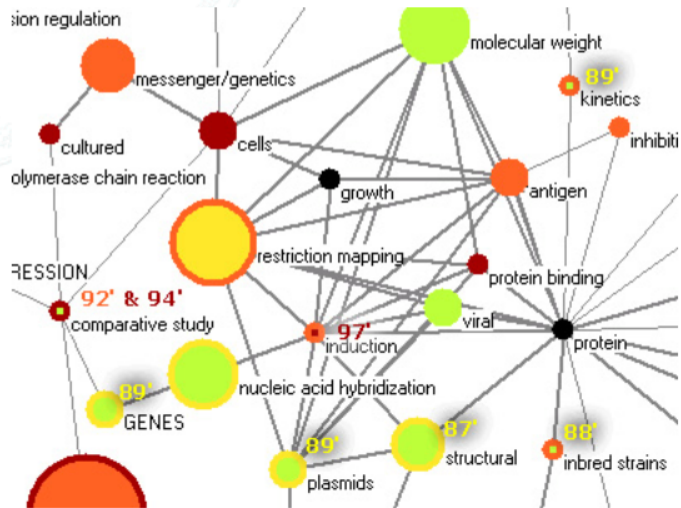 sion regulation
molecular weight
messenger/genetics
89'
kinetics
inhibiti
cultured
cells
olymerase chain reaction
growth
antigen
restriction mapping
RESSION
protein binding
92' & 94'
comparative study
viral
97'
induction
protein
nucleic acid hybridization
89'
GENES
87'
88'
89'
structural
inbred strains
plasmids